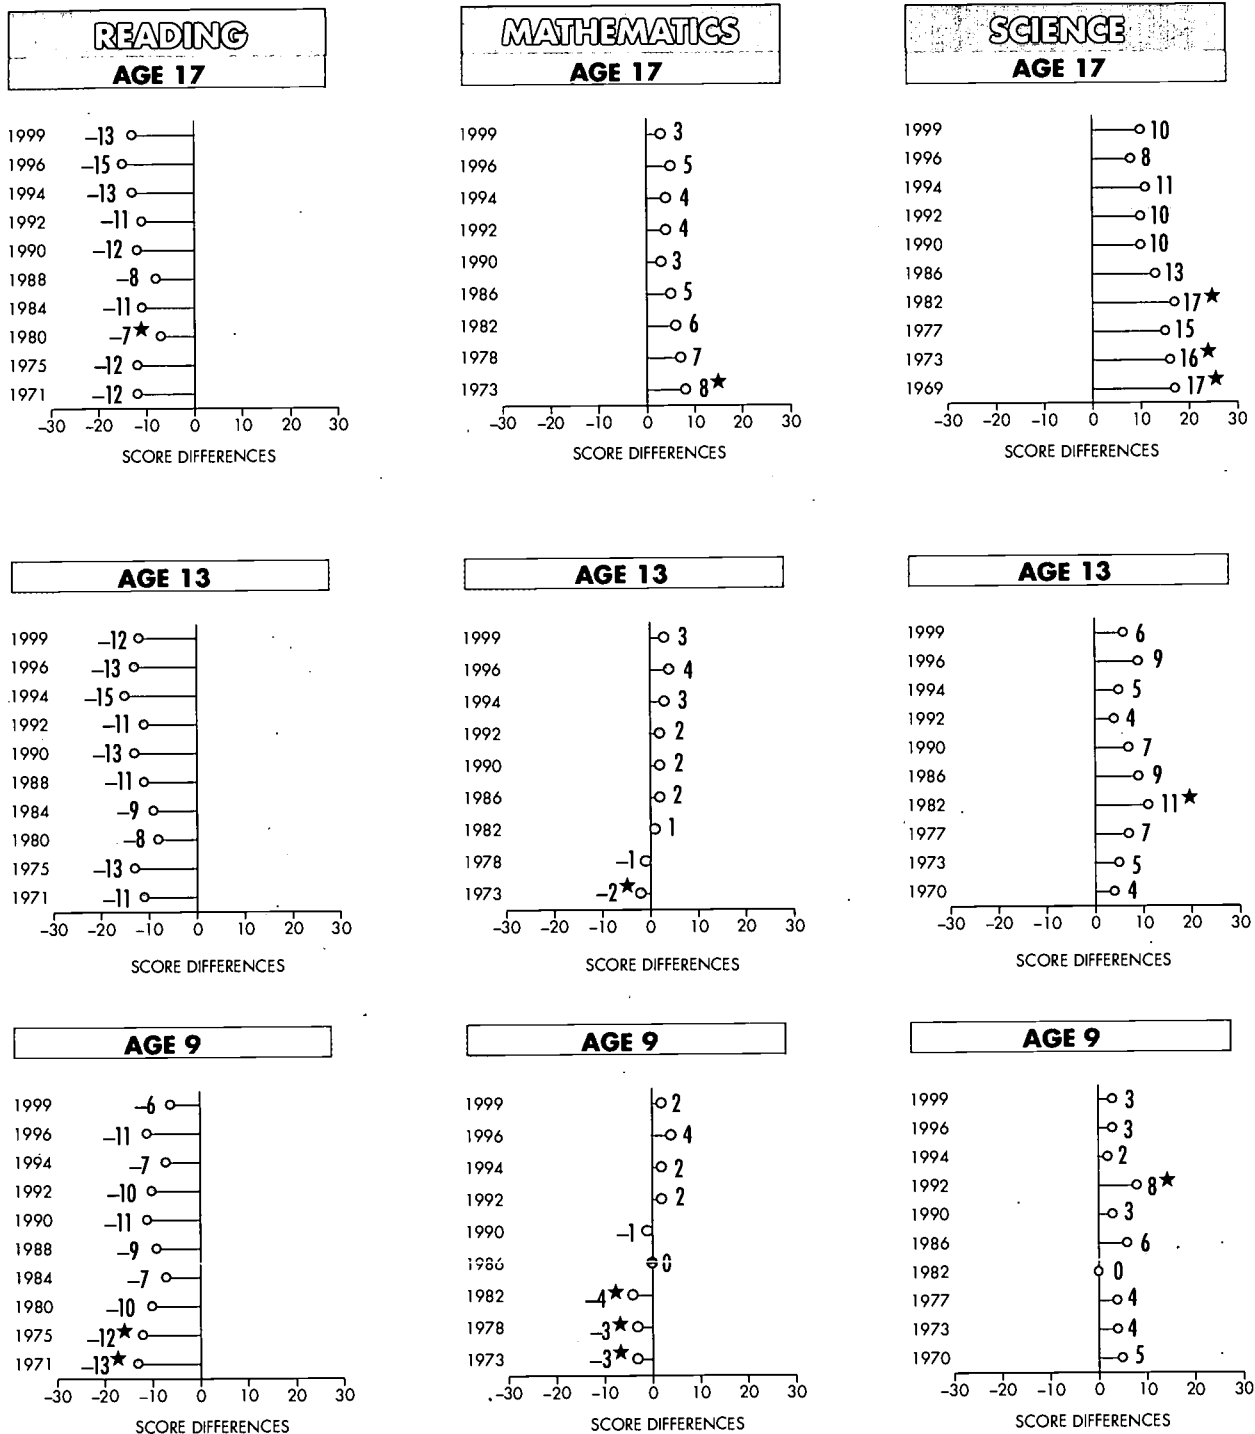 READING
AGE 17
1999 –13
1996 –15
1994 –13
1992 –11
1990 –12
1988 –8
1984 –11
1980 –7★
1975 –12
1971 –12
–30 –20 –10 0 10 20 30
SCORE DIFFERENCES
MATHEMATICS
AGE 17
1999 3
1996 5
1994 4
1992 4
1990 3
1986 5
1982 6
1978 7
1973 8★
–30 –20 –10 0 10 20 30
SCORE DIFFERENCES
SCIENCE
AGE 17
1999 10
1996 8
1994 11
1992 10
1990 10
1986 13
1982 17★
1977 15
1973 16★
1969 17★
–30 –20 –10 0 10 20 30
SCORE DIFFERENCES
AGE 13
1999 –12
1996 –13
1994 –15
1992 –11
1990 –13
1988 –11
1984 –9
1980 –8
1975 –13
1971 –11
–30 –20 –10 0 10 20 30
SCORE DIFFERENCES
AGE 13
1999 3
1996 4
1994 3
1992 2
1990 2
1986 2
1982 1
1978 –1
1973 –2★
–30 –20 –10 0 10 20 30
SCORE DIFFERENCES
AGE 13
1999 6
1996 9
1994 5
1992 4
1990 7
1986 9
1982 11★
1977 7
1973 5
1970 4
–30 –20 –10 0 10 20 30
SCORE DIFFERENCES
AGE 9
1999 –6
1996 –11
1994 –7
1992 –10
1990 –11
1988 –9
1984 –7
1980 –10
1975 –12★
1971 –13★
–30 –20 –10 0 10 20 30
SCORE DIFFERENCES
AGE 9
1999 2
1996 4
1994 2
1992 2
1990 –1
1986 0
1982 –4★
1978 –3★
1973 –3★
–30 –20 –10 0 10 20 30
SCORE DIFFERENCES
AGE 9
1999 3
1996 3
1994 2
1992 8★
1990 3
1986 6
1982 0
1977 4
1973 4
1970 5
–30 –20 –10 0 10 20 30
SCORE DIFFERENCES